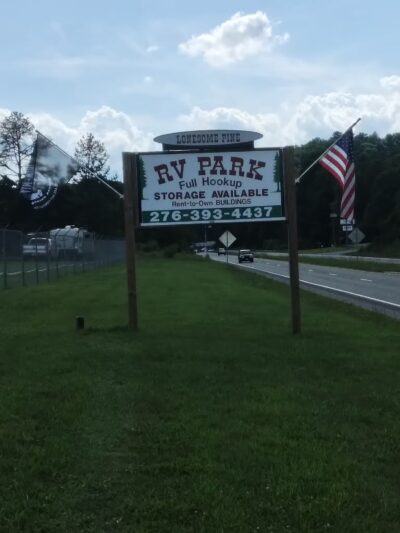 LONESOME PINE
RV PARK
Full Hookup
STORAGE AVAILABLE
Rent-to-Own BUILDINGS
276-393-4437